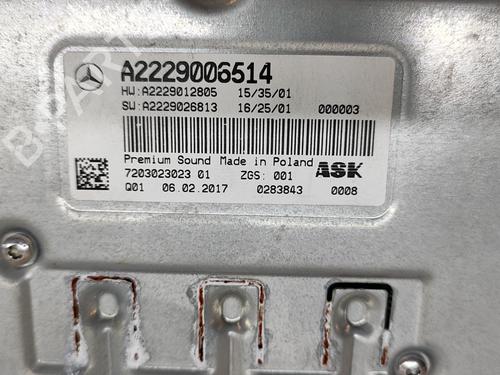 A2229006514
HW:A2229012805 15/35/01
SW:A2229026813 16/25/01 000003
Premium Sound Made in Poland
7203023023 01 ZGS: 001 ASK
Q01 06.02.2017 0283843 0008
B-PARTS